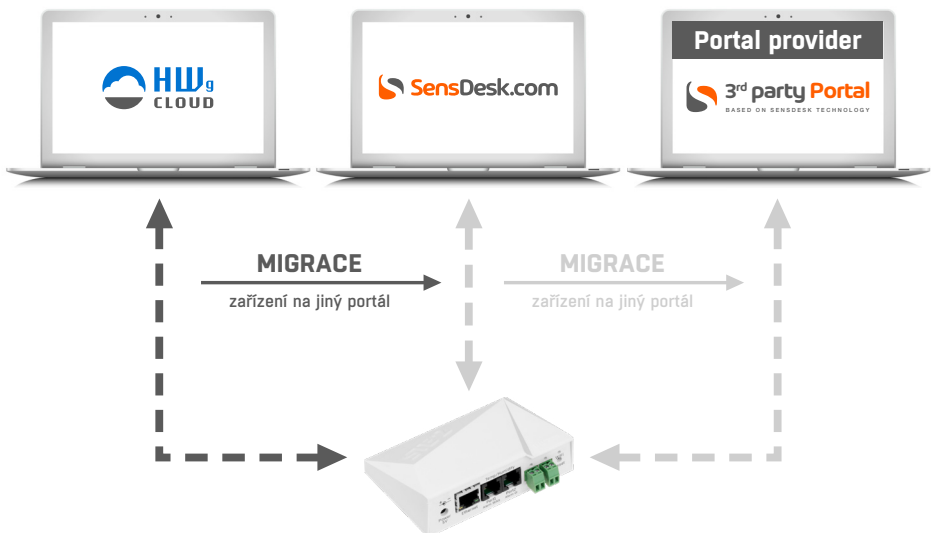 HWg
CLOUD
SensDesk.com
Portal provider
3rd party Portal
BASED ON SENSDESK TECHNOLOGY
MIGRACE
zařízení na jiný portál
MIGRACE
zařízení na jiný portál
Ethernet